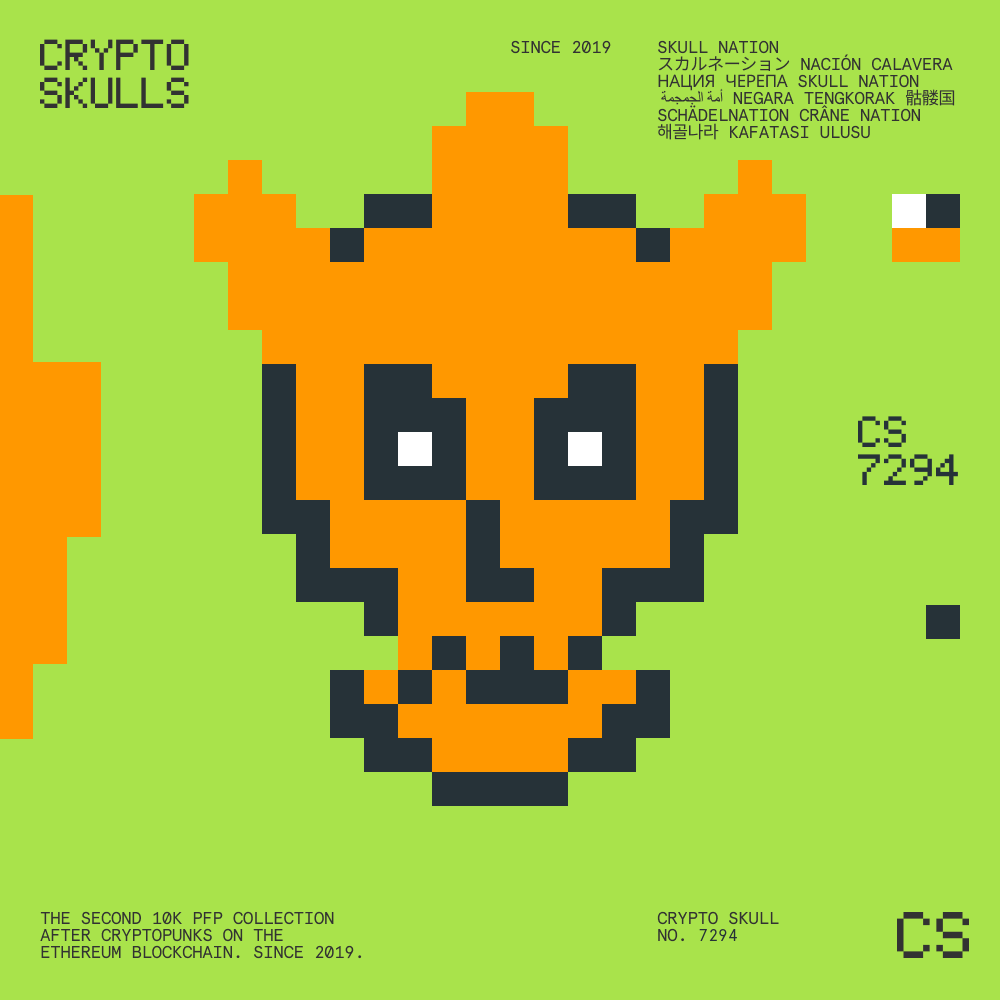 CRYPTO
SKULLS
SINCE 2019
SKULL NATION
スカルネーション NACIÓN CALAVERA
НАЦИЯ ЧЕРЕПА SKULL NATION
أمة الجمجمة NEGARA TENGKORAK 骷髅国
SCHÄDELNATION CRÂNE NATION
해골나라 KAFATASI ULUSU
CS
7294
THE SECOND 10K PFP COLLECTION
AFTER CRYPTOPUNKS ON THE
ETHEREUM BLOCKCHAIN. SINCE 2019.
CRYPTO SKULL
NO. 7294
CS